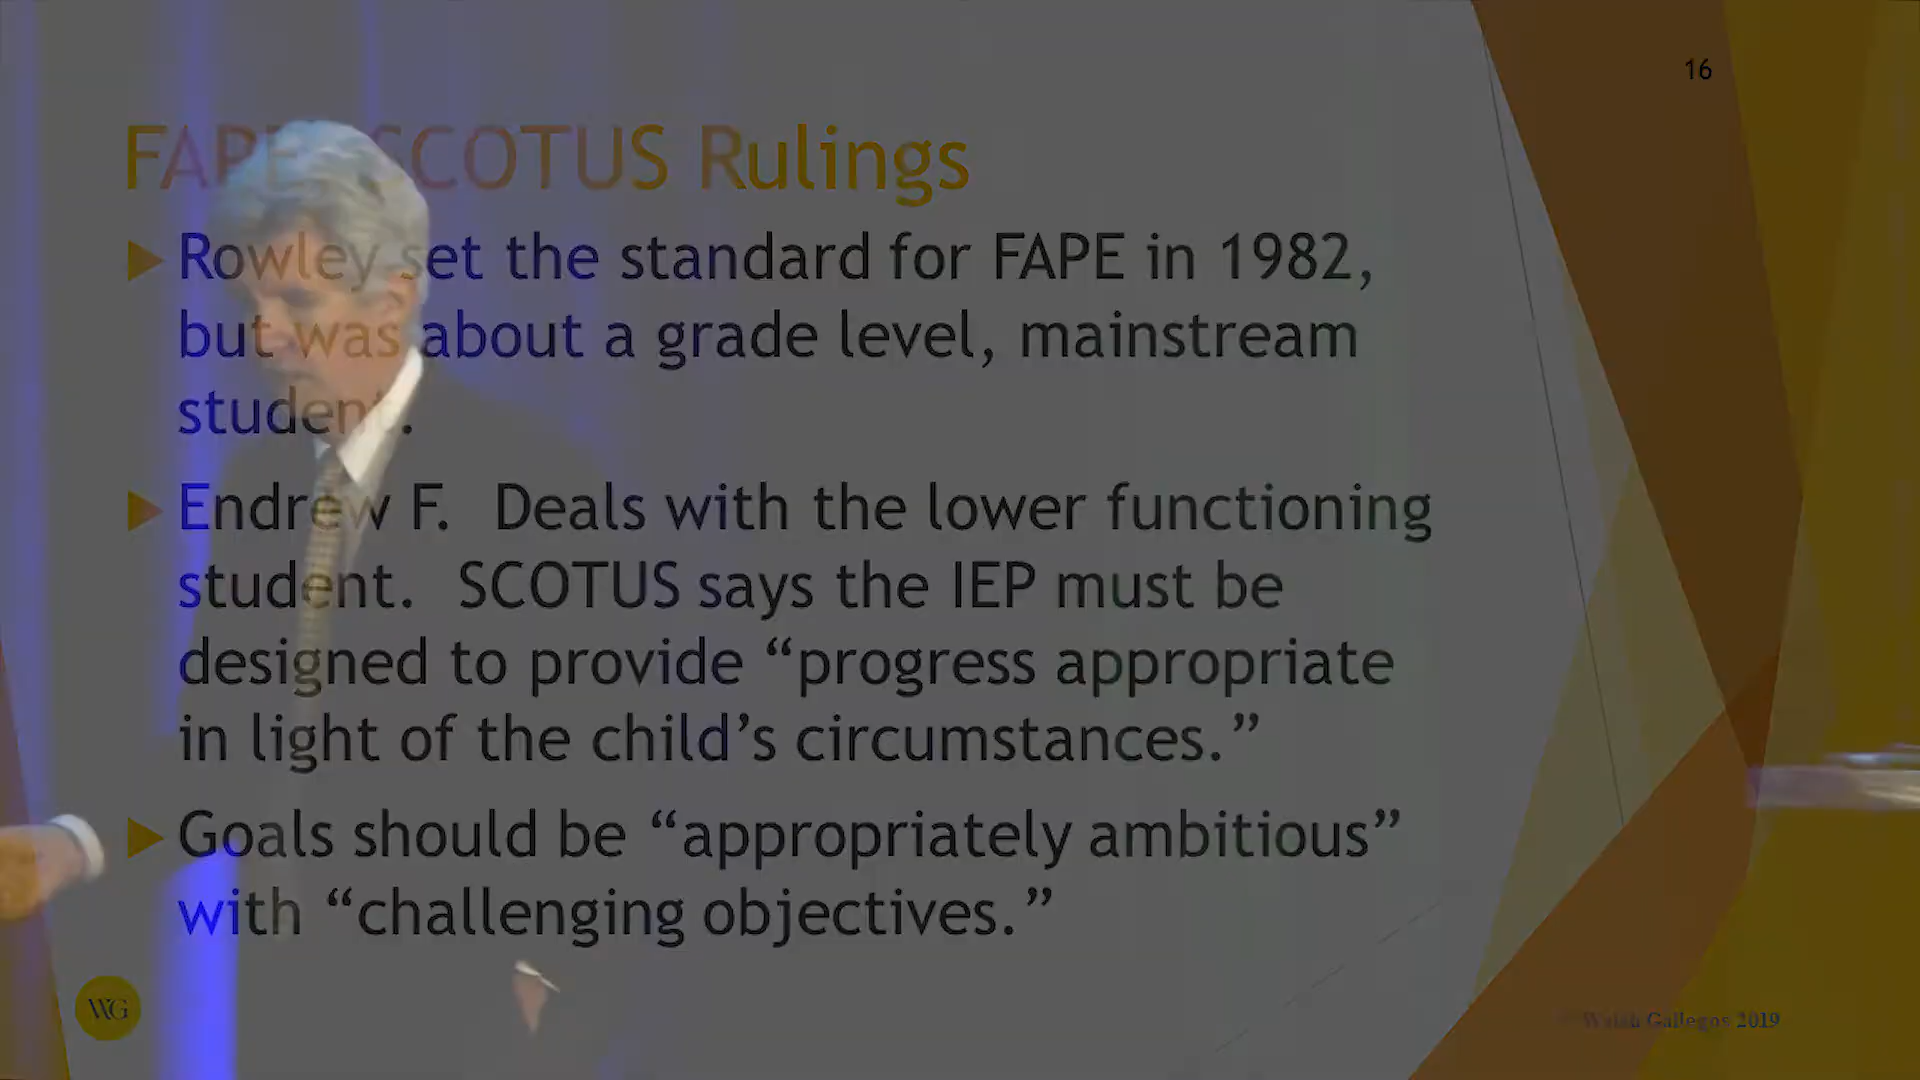 16
FAPE, SCOTUS Rulings
Rowley set the standard for FAPE in 1982,
but was about a grade level, mainstream
student.
Endrew F.  Deals with the lower functioning
student.  SCOTUS says the IEP must be
designed to provide “progress appropriate
in light of the child’s circumstances.”
Goals should be “appropriately ambitious”
with “challenging objectives.”
WG
Walsh Gallegos 2019